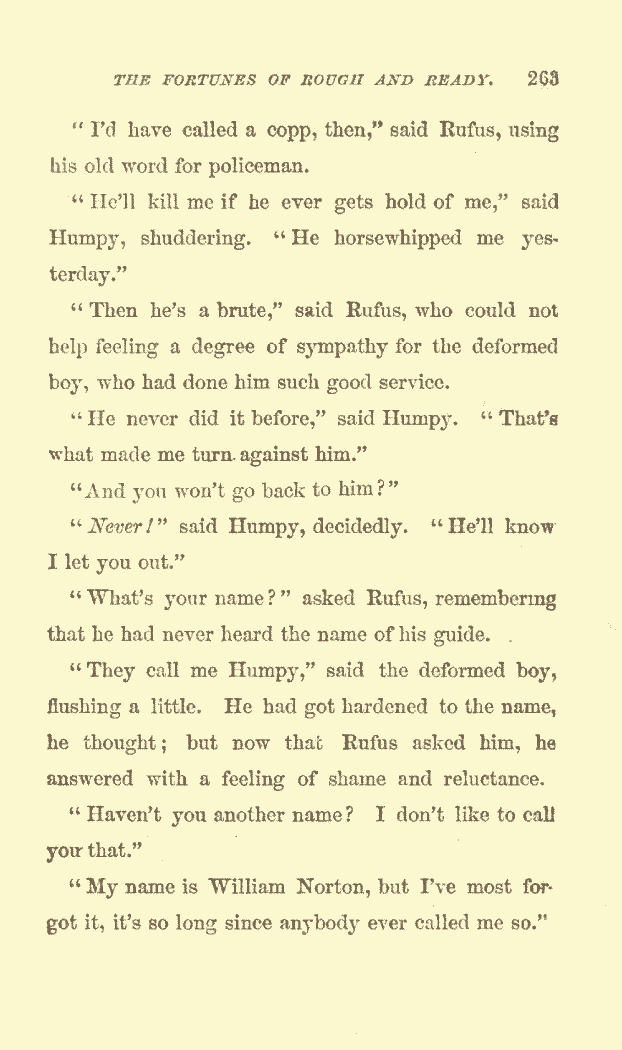 THE FORTUNES OF ROUGH AND READY. 263
"I'd have called a copp, then," said Rufus, using
his old word for policeman.
"He'll kill me if he ever gets hold of me," said
Humpy, shuddering. "He horsewhipped me yes-
terday."
"Then he's a brute," said Rufus, who could not
help feeling a degree of sympathy for the deformed
boy, who had done him such good service.
"He never did it before," said Humpy. "That's
what made me turn against him."
"And you won't go back to him?"
"Never!" said Humpy, decidedly. "He'll know
I let you out."
"What's your name?" asked Rufus, remembering
that he had never heard the name of his guide.
"They call me Humpy," said the deformed boy,
flushing a little. He had got hardened to the name,
he thought; but now that Rufus asked him, he
answered with a feeling of shame and reluctance.
"Haven't you another name? I don't like to call
your that."
"My name is William Norton, but I've most for-
got it, it's so long since anybody ever called me so."